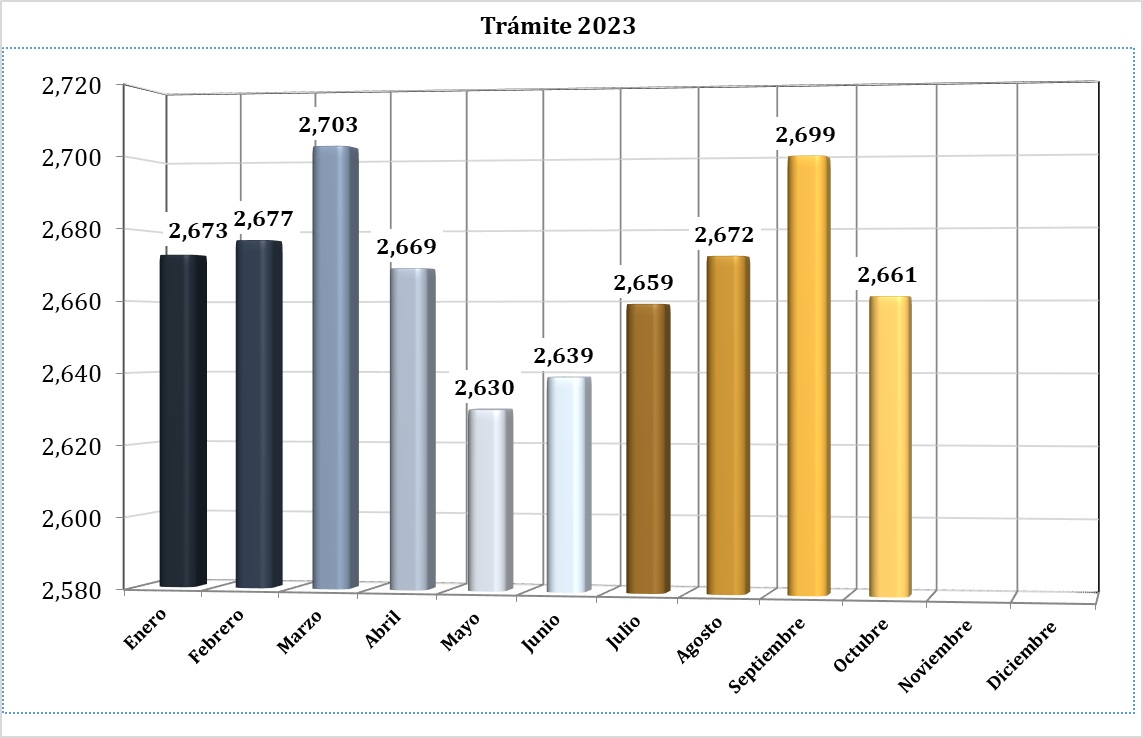 Trámite 2023
2,720
2,700
2,680
2,660
2,640
2,620
2,600
2,580
2,673
2,677
2,703
2,669
2,630
2,639
2,659
2,672
2,699
2,661
Enero
Febrero
Marzo
Abril
Mayo
Junio
Julio
Agosto
Septiembre
Octubre
Noviembre
Diciembre